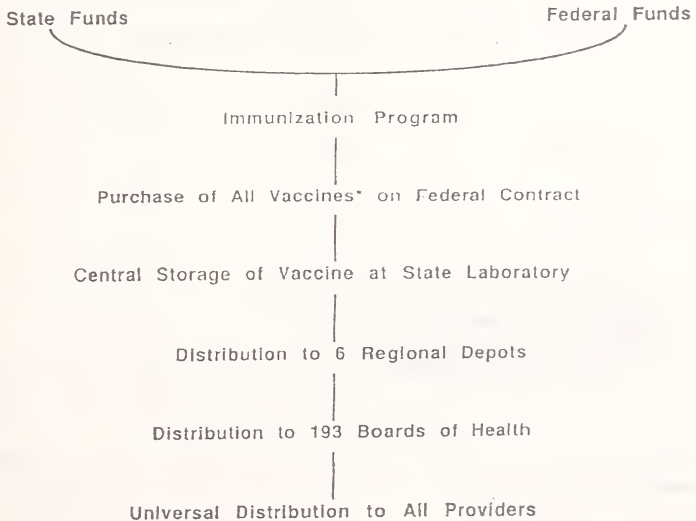 State Funds
Federal Funds
Immunization Program
Purchase of All Vaccines* on Federal Contract
Central Storage of Vaccine at State Laboratory
Distribution to 6 Regional Depots
Distribution to 193 Boards of Health
Universal Distribution to All Providers